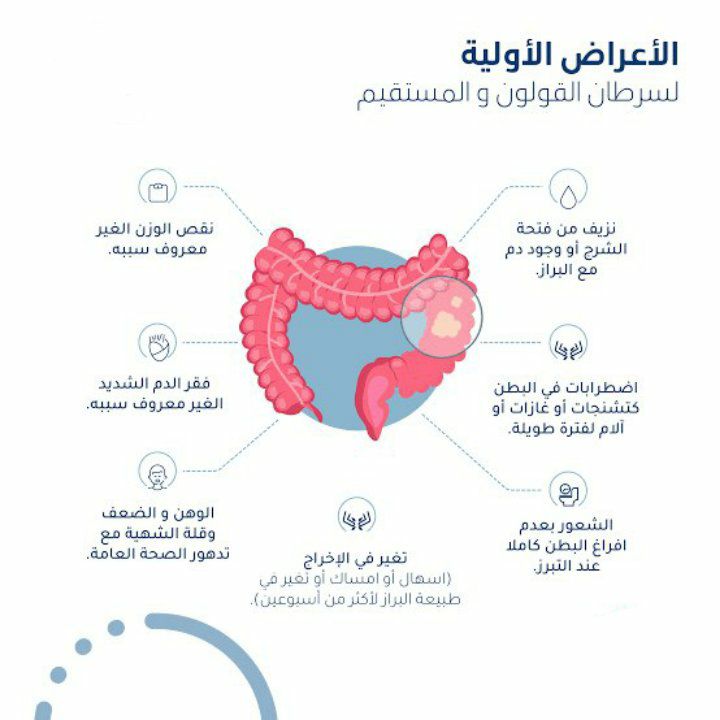 الأعراض الأولية
لسرطان القولون و المستقيم
نزيف من فتحة
الشرج أو وجود دم
مع البراز.
نقص الوزن الغير
معروف سببه.
اضطرابات في البطن
كتشنجات أو غازات أو
آلام لفترة طويلة.
فقر الدم الشديد
الغير معروف سببه.
الشعور بعدم
افراغ البطن كاملا
عند التبرز.
الوهن و الضعف
وقلة الشهية مع
تدهور الصحة العامة.
تغير في الإخراج
(اسهال أو امساك أو تغير في
طبيعة البراز لأكثر من أسبوعين).